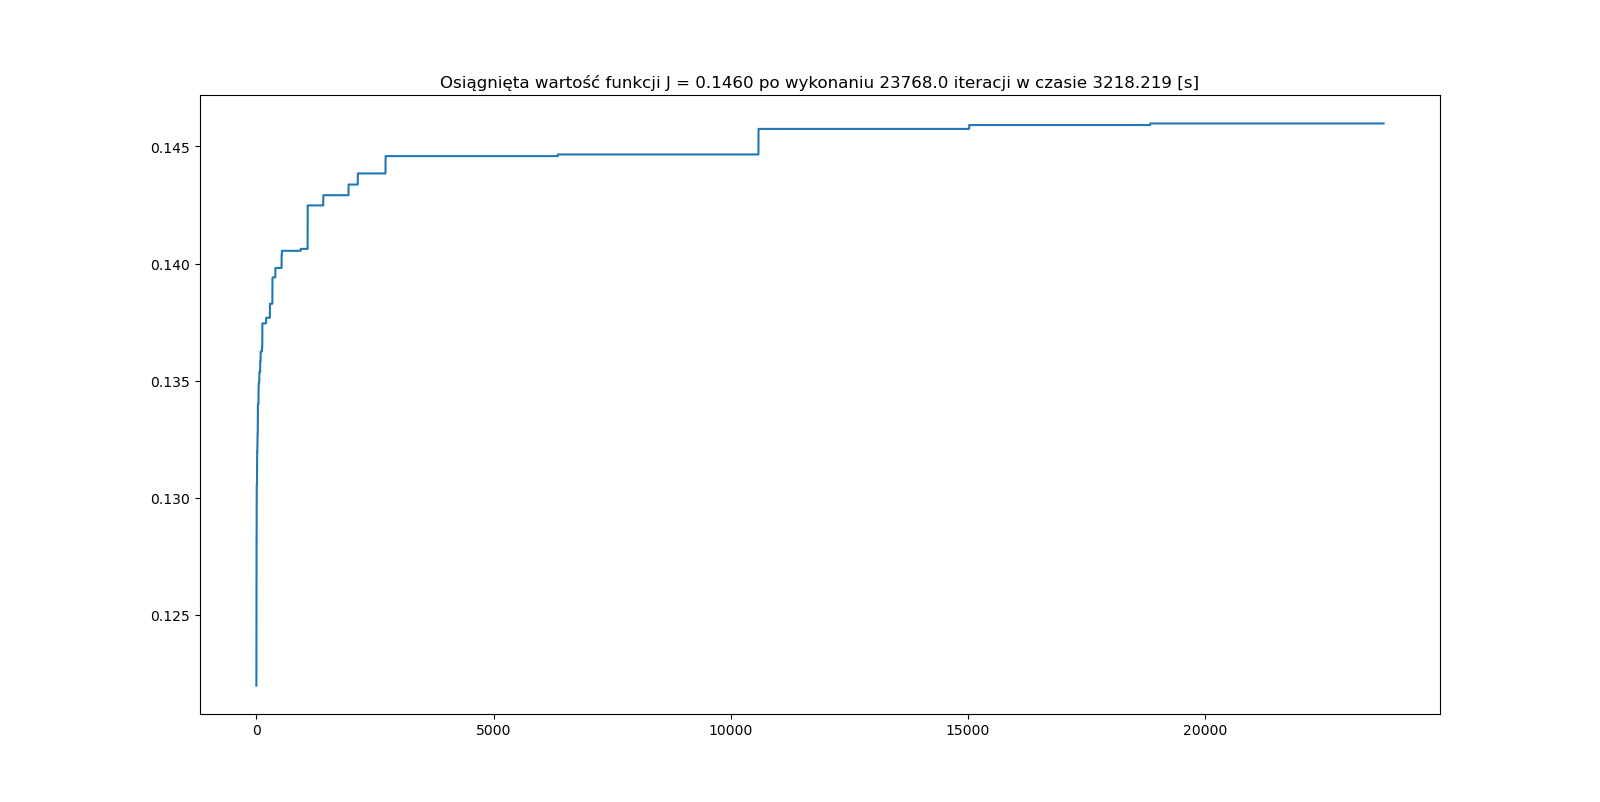 Osiągnięta wartość funkcji J = 0.1460 po wykonaniu 23768.0 iteracji w czasie 3218.219 [s]
0.145
0.140
0.135
0.130
0.125
0 5000 10000 15000 20000